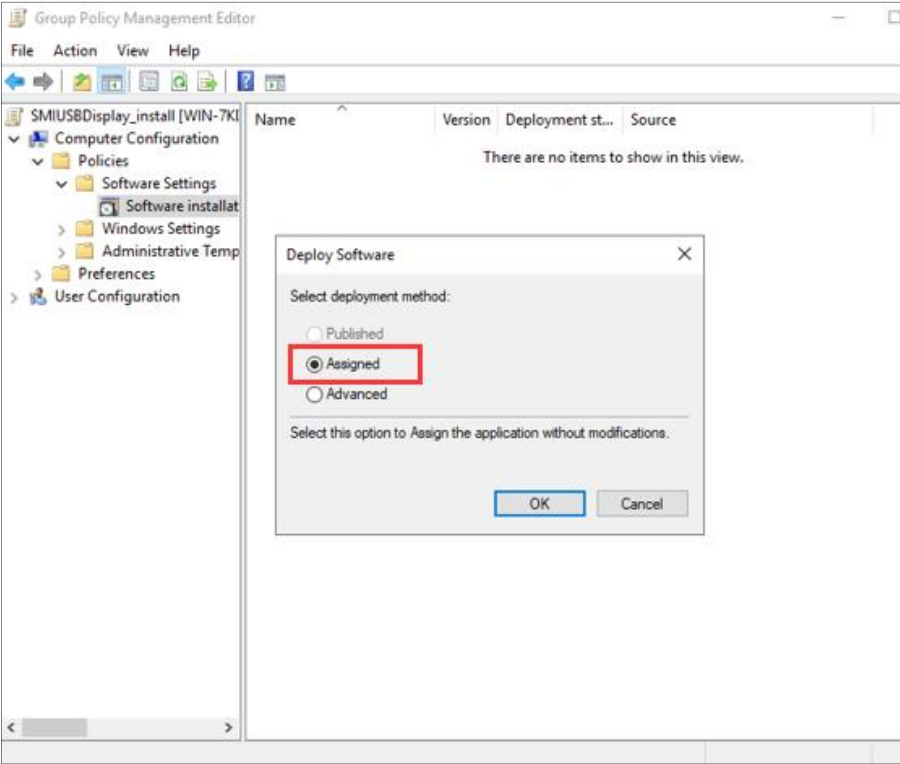 Group Policy Management Editor
File Action View Help
SMIUSBDisplay_install [WIN-7KI
Computer Configuration
Policies
Software Settings
Software installat
Windows Settings
Administrative Temp
Preferences
User Configuration
Name Version Deployment st... Source
There are no items to show in this view.
Deploy Software
Select deployment method:
Published
Assigned
Advanced
Select this option to Assign the application without modifications.
OK Cancel